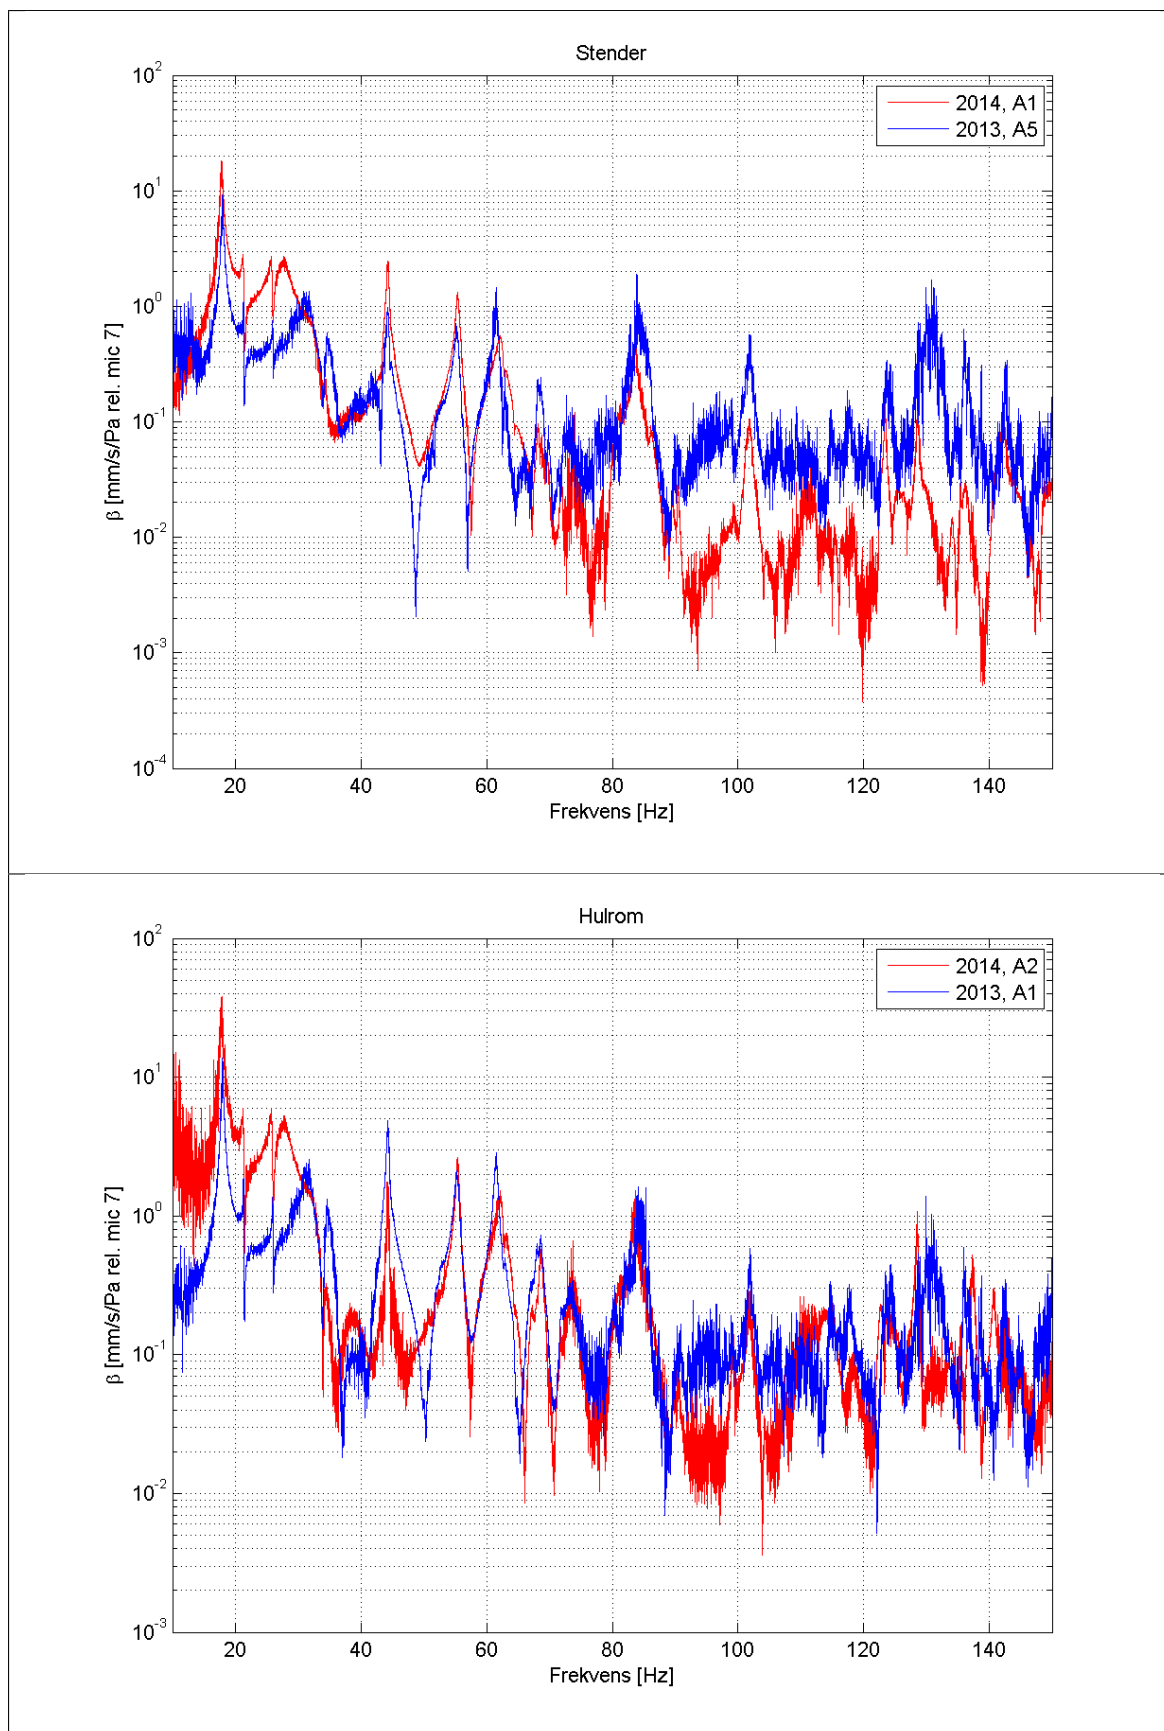 Stender
2014, A1
2013, A5
10^2
10^1
10^0
10^-1
10^-2
10^-3
10^-4
β [mm/s/Pa rel. mic 7]
20 40 60 80 100 120 140
Frekvens [Hz]
Hulrom
2014, A2
2013, A1
10^2
10^1
10^0
10^-1
10^-2
10^-3
β [mm/s/Pa rel. mic 7]
20 40 60 80 100 120 140
Frekvens [Hz]